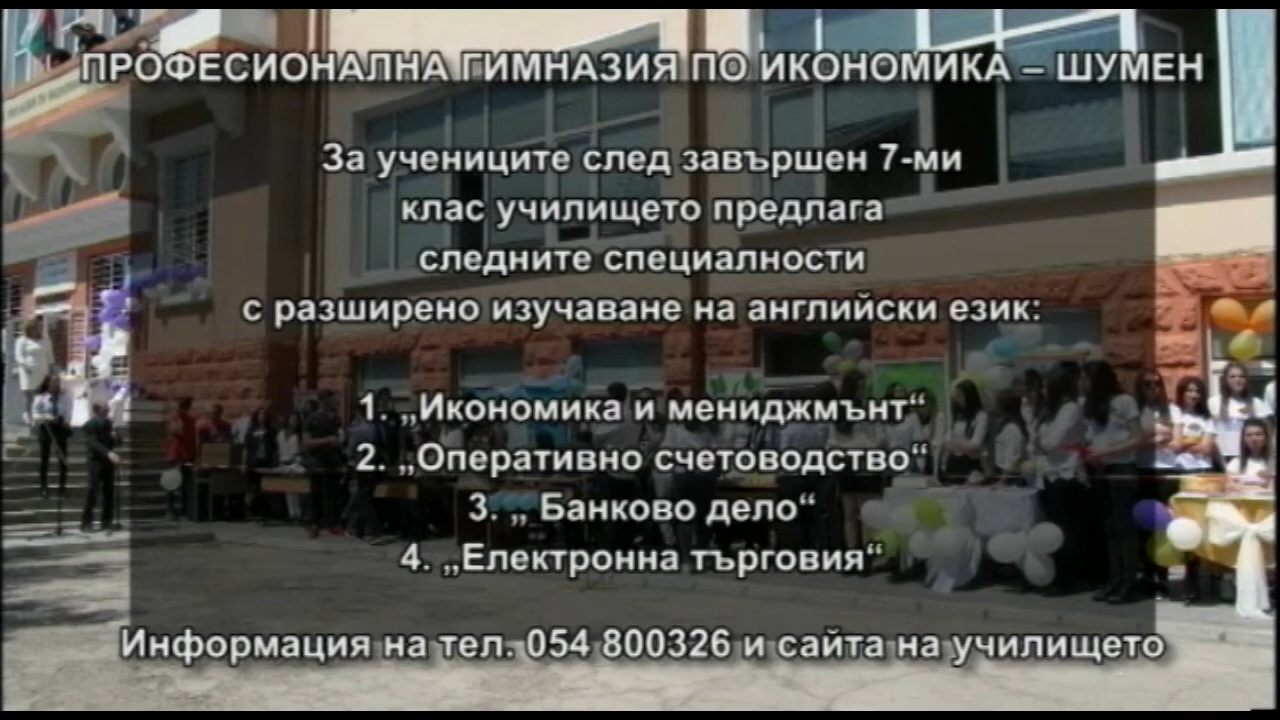 ПРОФЕСИОНАЛНА ГИМНАЗИЯ ПО ИКОНОМИКА – ШУМЕН
За учениците след завършен 7-ми
клас училището предлага
следните специалности
с разширено изучаване на английски език:
1. „Икономика и мениджмънт“
2. „Оперативно счетоводство“
3. „ Банково дело“
4. „Електронна търговия“
Информация на тел. 054 800326 и сайта на училището